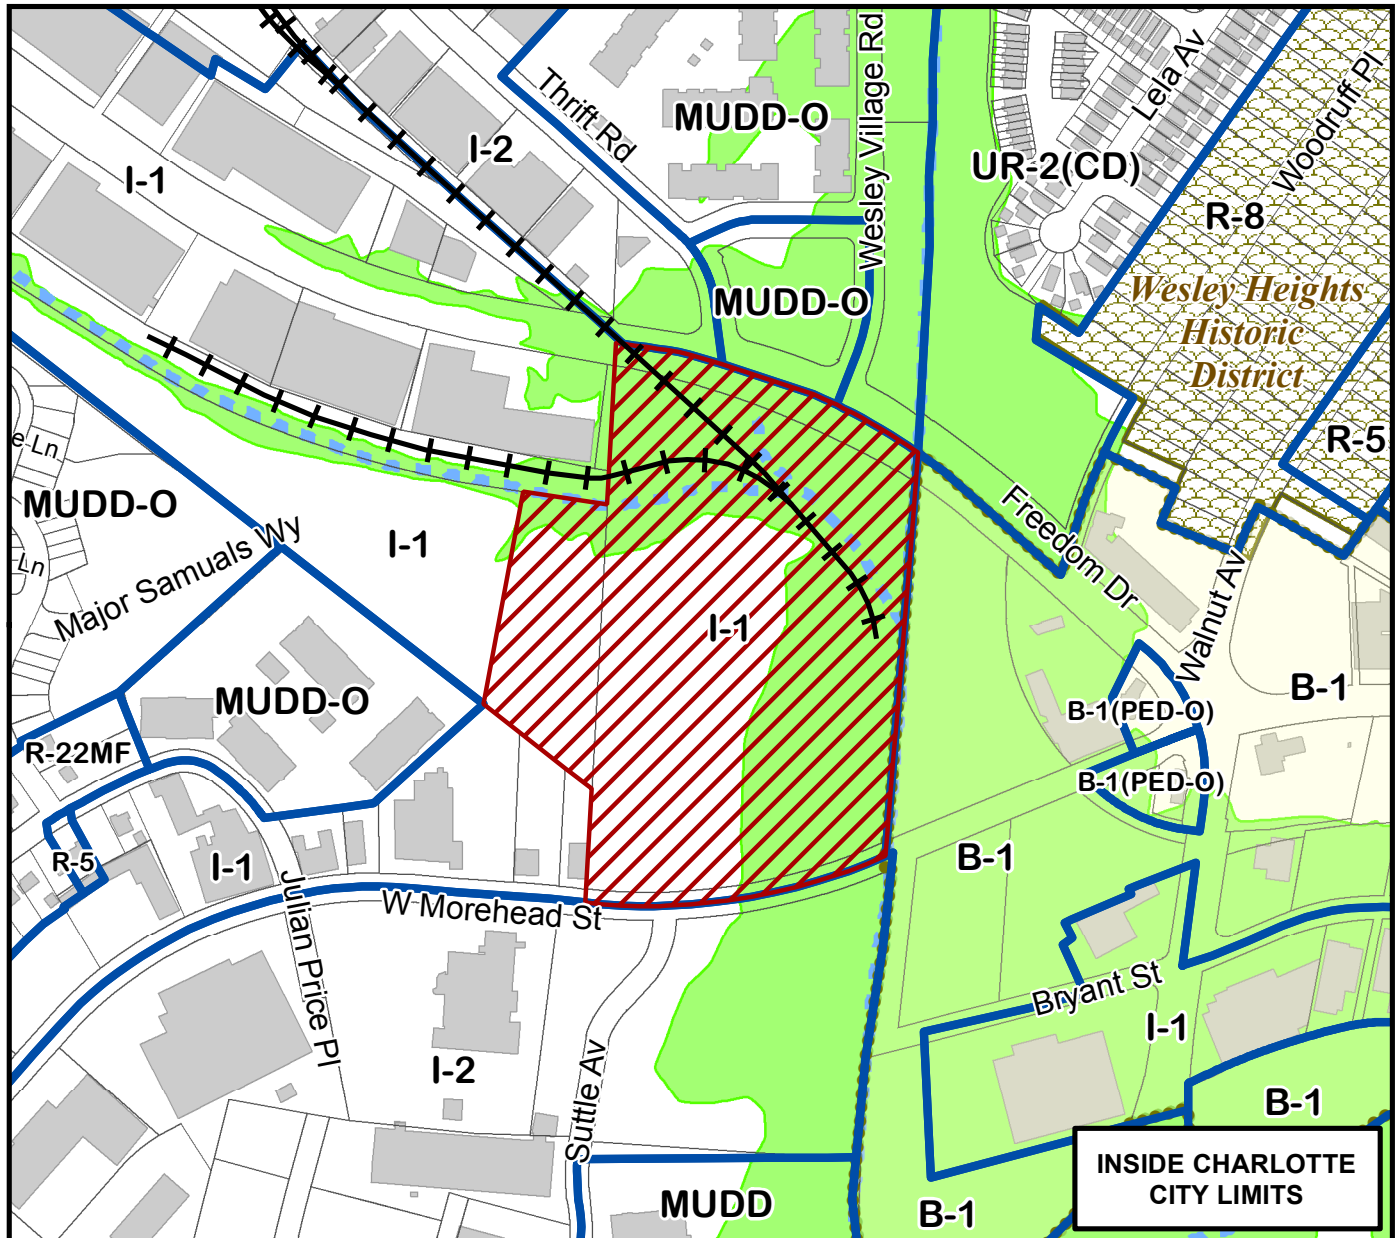 Wesley Village Rd
Lela Av
Woodruff Pl
Thrift Rd
MUDD-O
I-2
I-1
UR-2(CD)
R-8
Wesley Heights
Historic
District
MUDD-O
e Ln
R-5
MUDD-O
Freedom Dr
Major Samuals Wy
I-1
Ln
I-1
Walnut Av
MUDD-O
B-1
B-1(PED-O)
R-22MF
B-1(PED-O)
R-5
I-1
B-1
Julian Price Pl
W Morehead St
Bryant St
I-1
I-2
Suttle Av
B-1
INSIDE CHARLOTTE
CITY LIMITS
MUDD
B-1